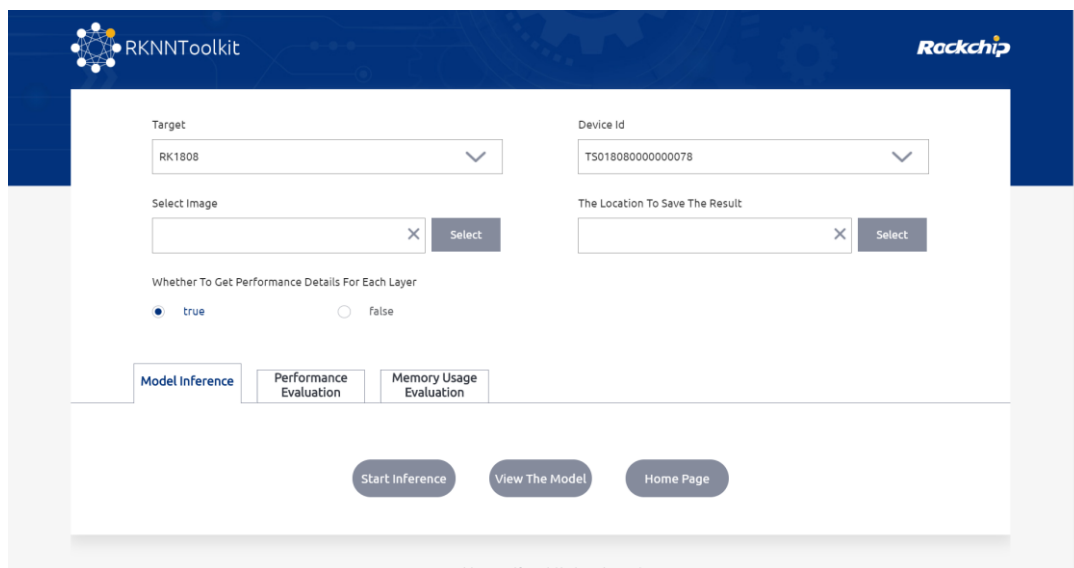 RKNNToolkit
Rockchip
Target
Device Id
RK1808
TS018080000000078
Select Image
The Location To Save The Result
Select
Select
Whether To Get Performance Details For Each Layer
true
false
Model Inference
Performance
Evaluation
Memory Usage
Evaluation
Start Inference
View The Model
Home Page